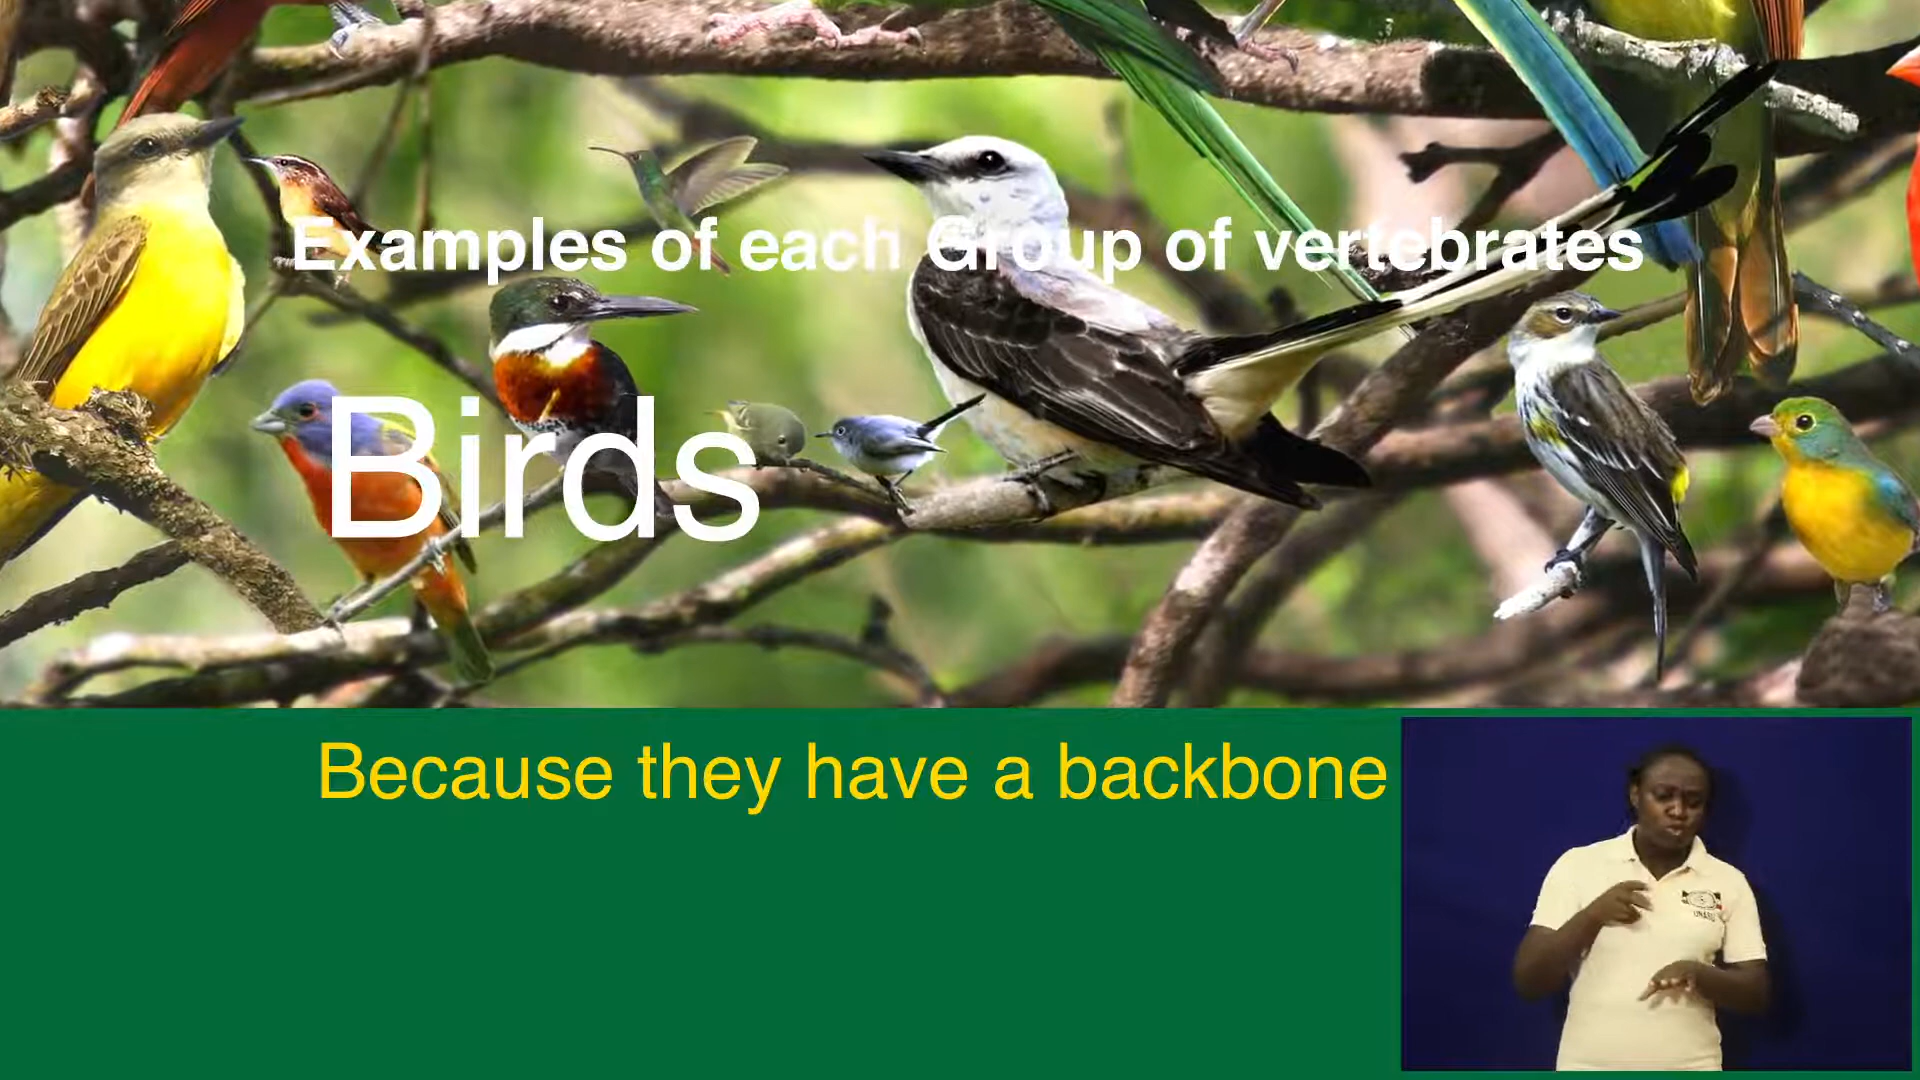 Examples of each Group of vertebrates
Birds
Because they have a backbone